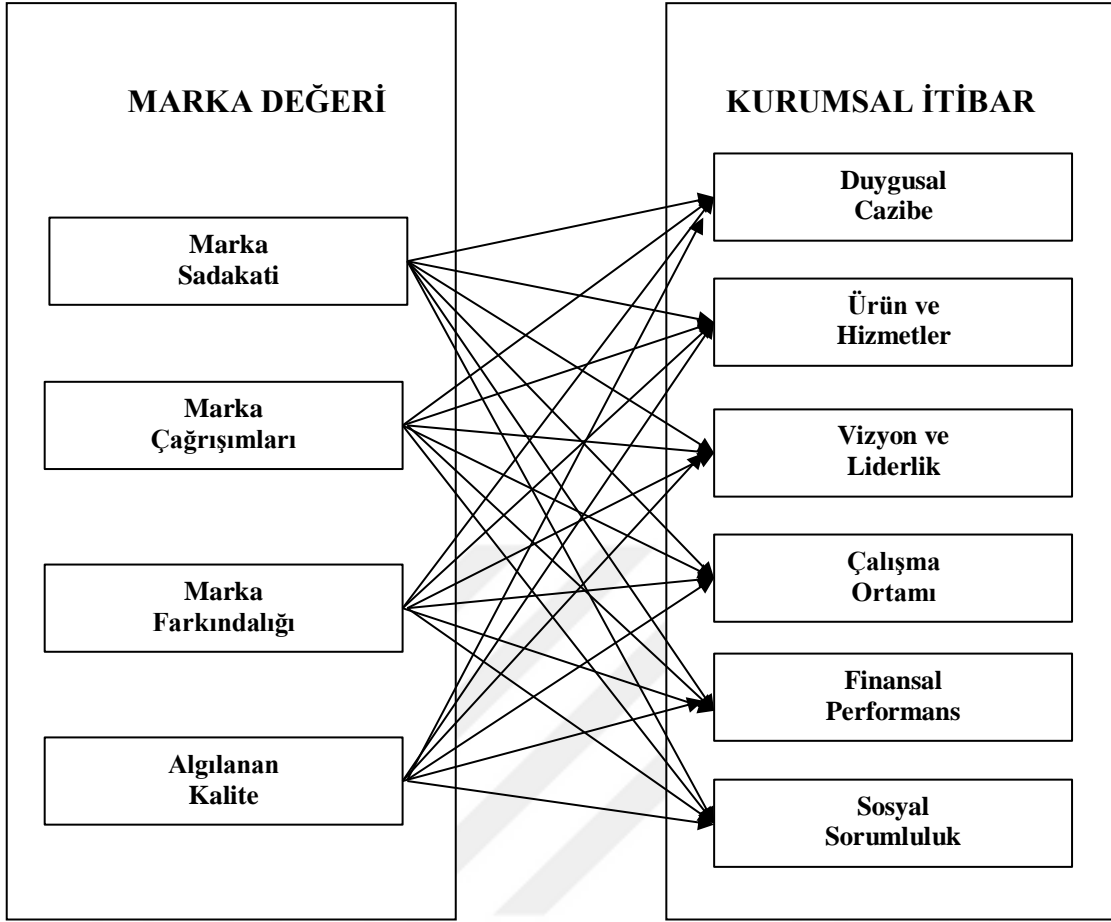 MARKA DEĞERİ
Marka
Sadakati
Marka
Çağrışımları
Marka
Farkındalığı
Algılanan
Kalite
KURUMSAL İTİBAR
Duygusal
Cazibe
Ürün ve
Hizmetler
Vizyon ve
Liderlik
Çalışma
Ortamı
Finansal
Performans
Sosyal
Sorumluluk